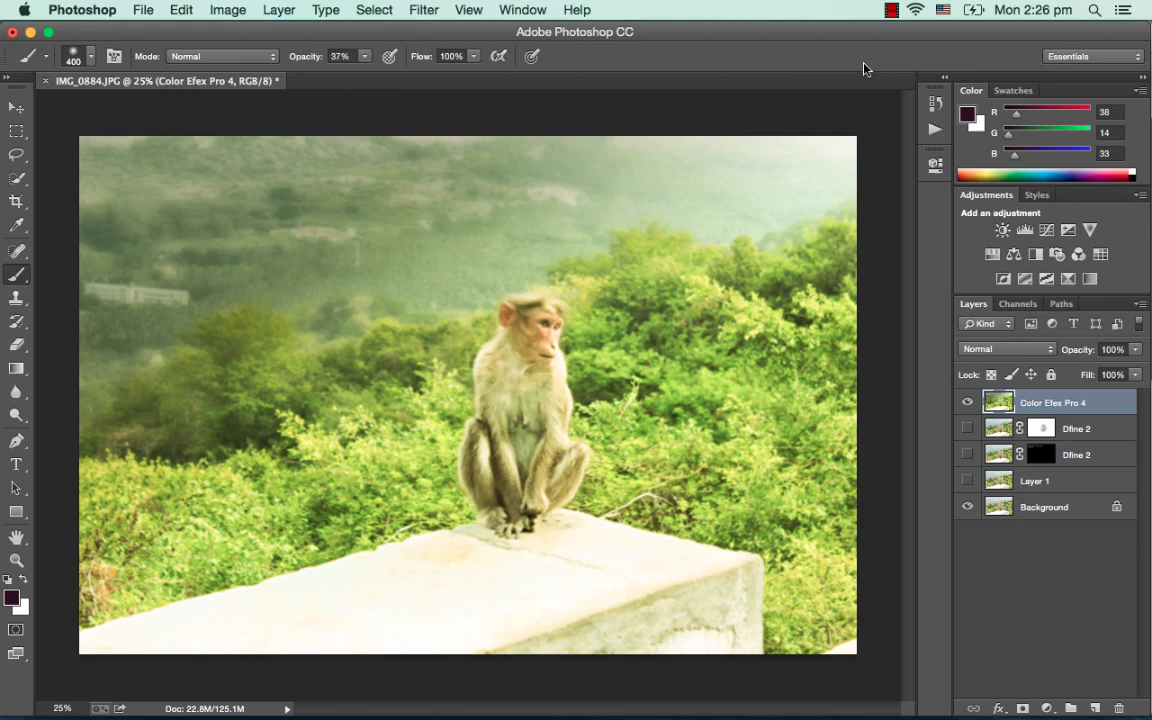 Photoshop File Edit Image Layer Type Select Filter View Window Help Mon 2:26 pm
Adobe Photoshop CC
400 Mode: Normal Opacity: 37% Flow: 100% Essentials
IMG_0884.JPG @ 25% (Color Efex Pro 4, RGB/8) *
Color Swatches
R 38
G 14
B 33
Adjustments Styles
Add an adjustment
Layers Channels Paths
Kind
Normal Opacity: 100%
Lock: Fill: 100%
Color Efex Pro 4
Dfine 2
Dfine 2
Layer 1
Background
25% Doc: 22.8M/125.1M